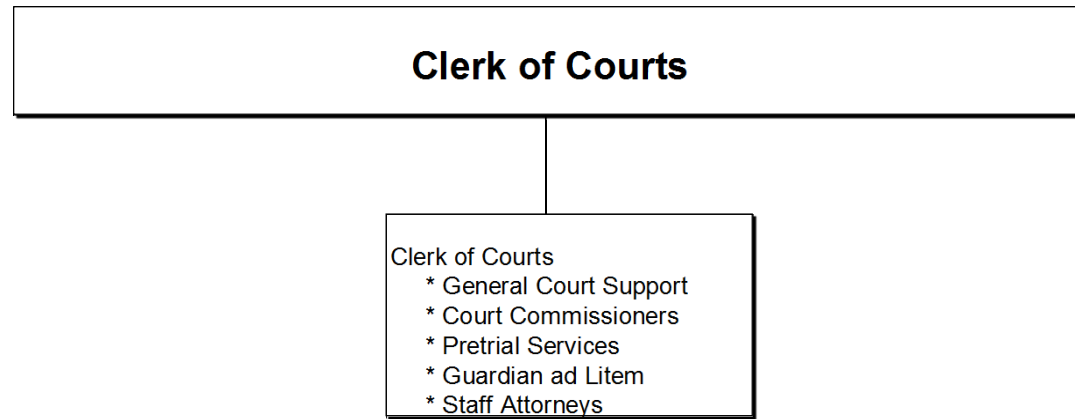 Clerk of Courts
Clerk of Courts
* General Court Support
* Court Commissioners
* Pretrial Services
* Guardian ad Litem
* Staff Attorneys